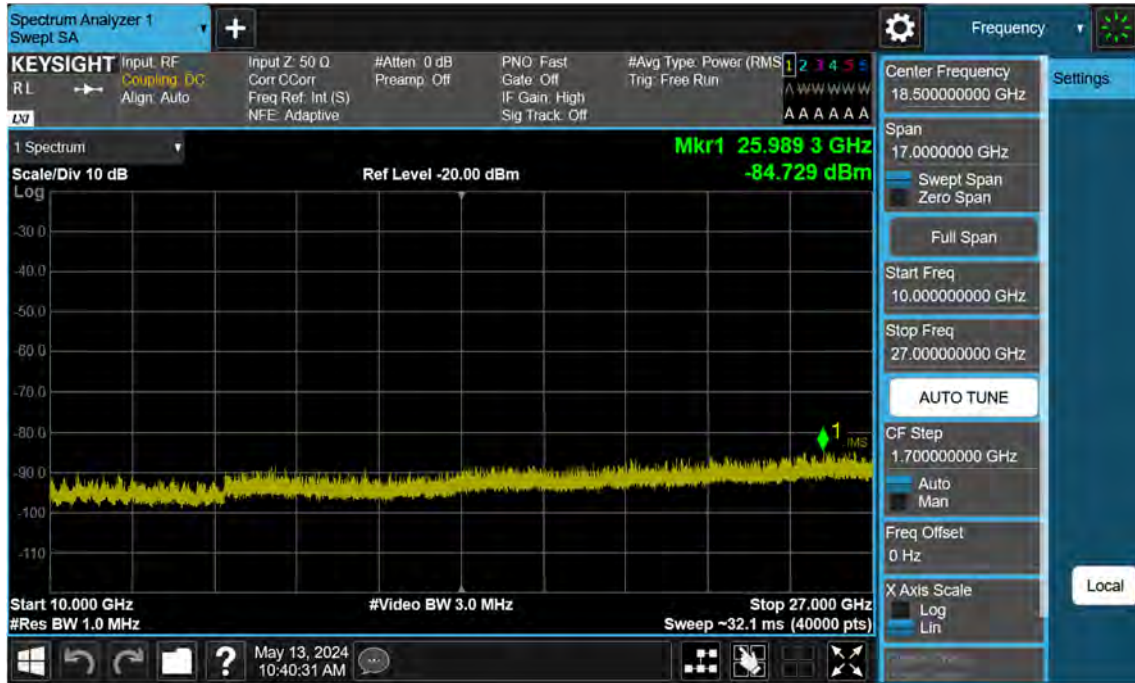 Spectrum Analyzer 1
Swept SA
Frequency
KEYSIGHT
RL
LXI
Input: RF
Coupling: DC
Align: Auto
Input Z: 50 Ω
Corr CCorr
Freq Ref: Int (S)
NFE: Adaptive
#Atten: 0 dB
Preamp: Off
PNO: Fast
Gate: Off
IF Gain: High
Sig Track: Off
#Avg Type: Power (RMS
Trig: Free Run
1 2 3 4 5 6
A W W W W W
A A A A A A
1 Spectrum
Scale/Div 10 dB
Log
Ref Level -20.00 dBm
Mkr1 25.989 3 GHz
-84.729 dBm
-30.0
-40.0
-50.0
-60.0
-70.0
-80.0
-90.0
-100
-110
1
Start 10.000 GHz
#Res BW 1.0 MHz
#Video BW 3.0 MHz
Stop 27.000 GHz
Sweep ~32.1 ms (40000 pts)
?
May 13, 2024
10:40:31 AM
Center Frequency
18.500000000 GHz
Span
17.0000000 GHz
Swept Span
Zero Span
Full Span
Start Freq
10.000000000 GHz
Stop Freq
27.000000000 GHz
AUTO TUNE
CF Step
1.700000000 GHz
Auto
Man
Freq Offset
0 Hz
X Axis Scale
Log
Lin
Settings
Local